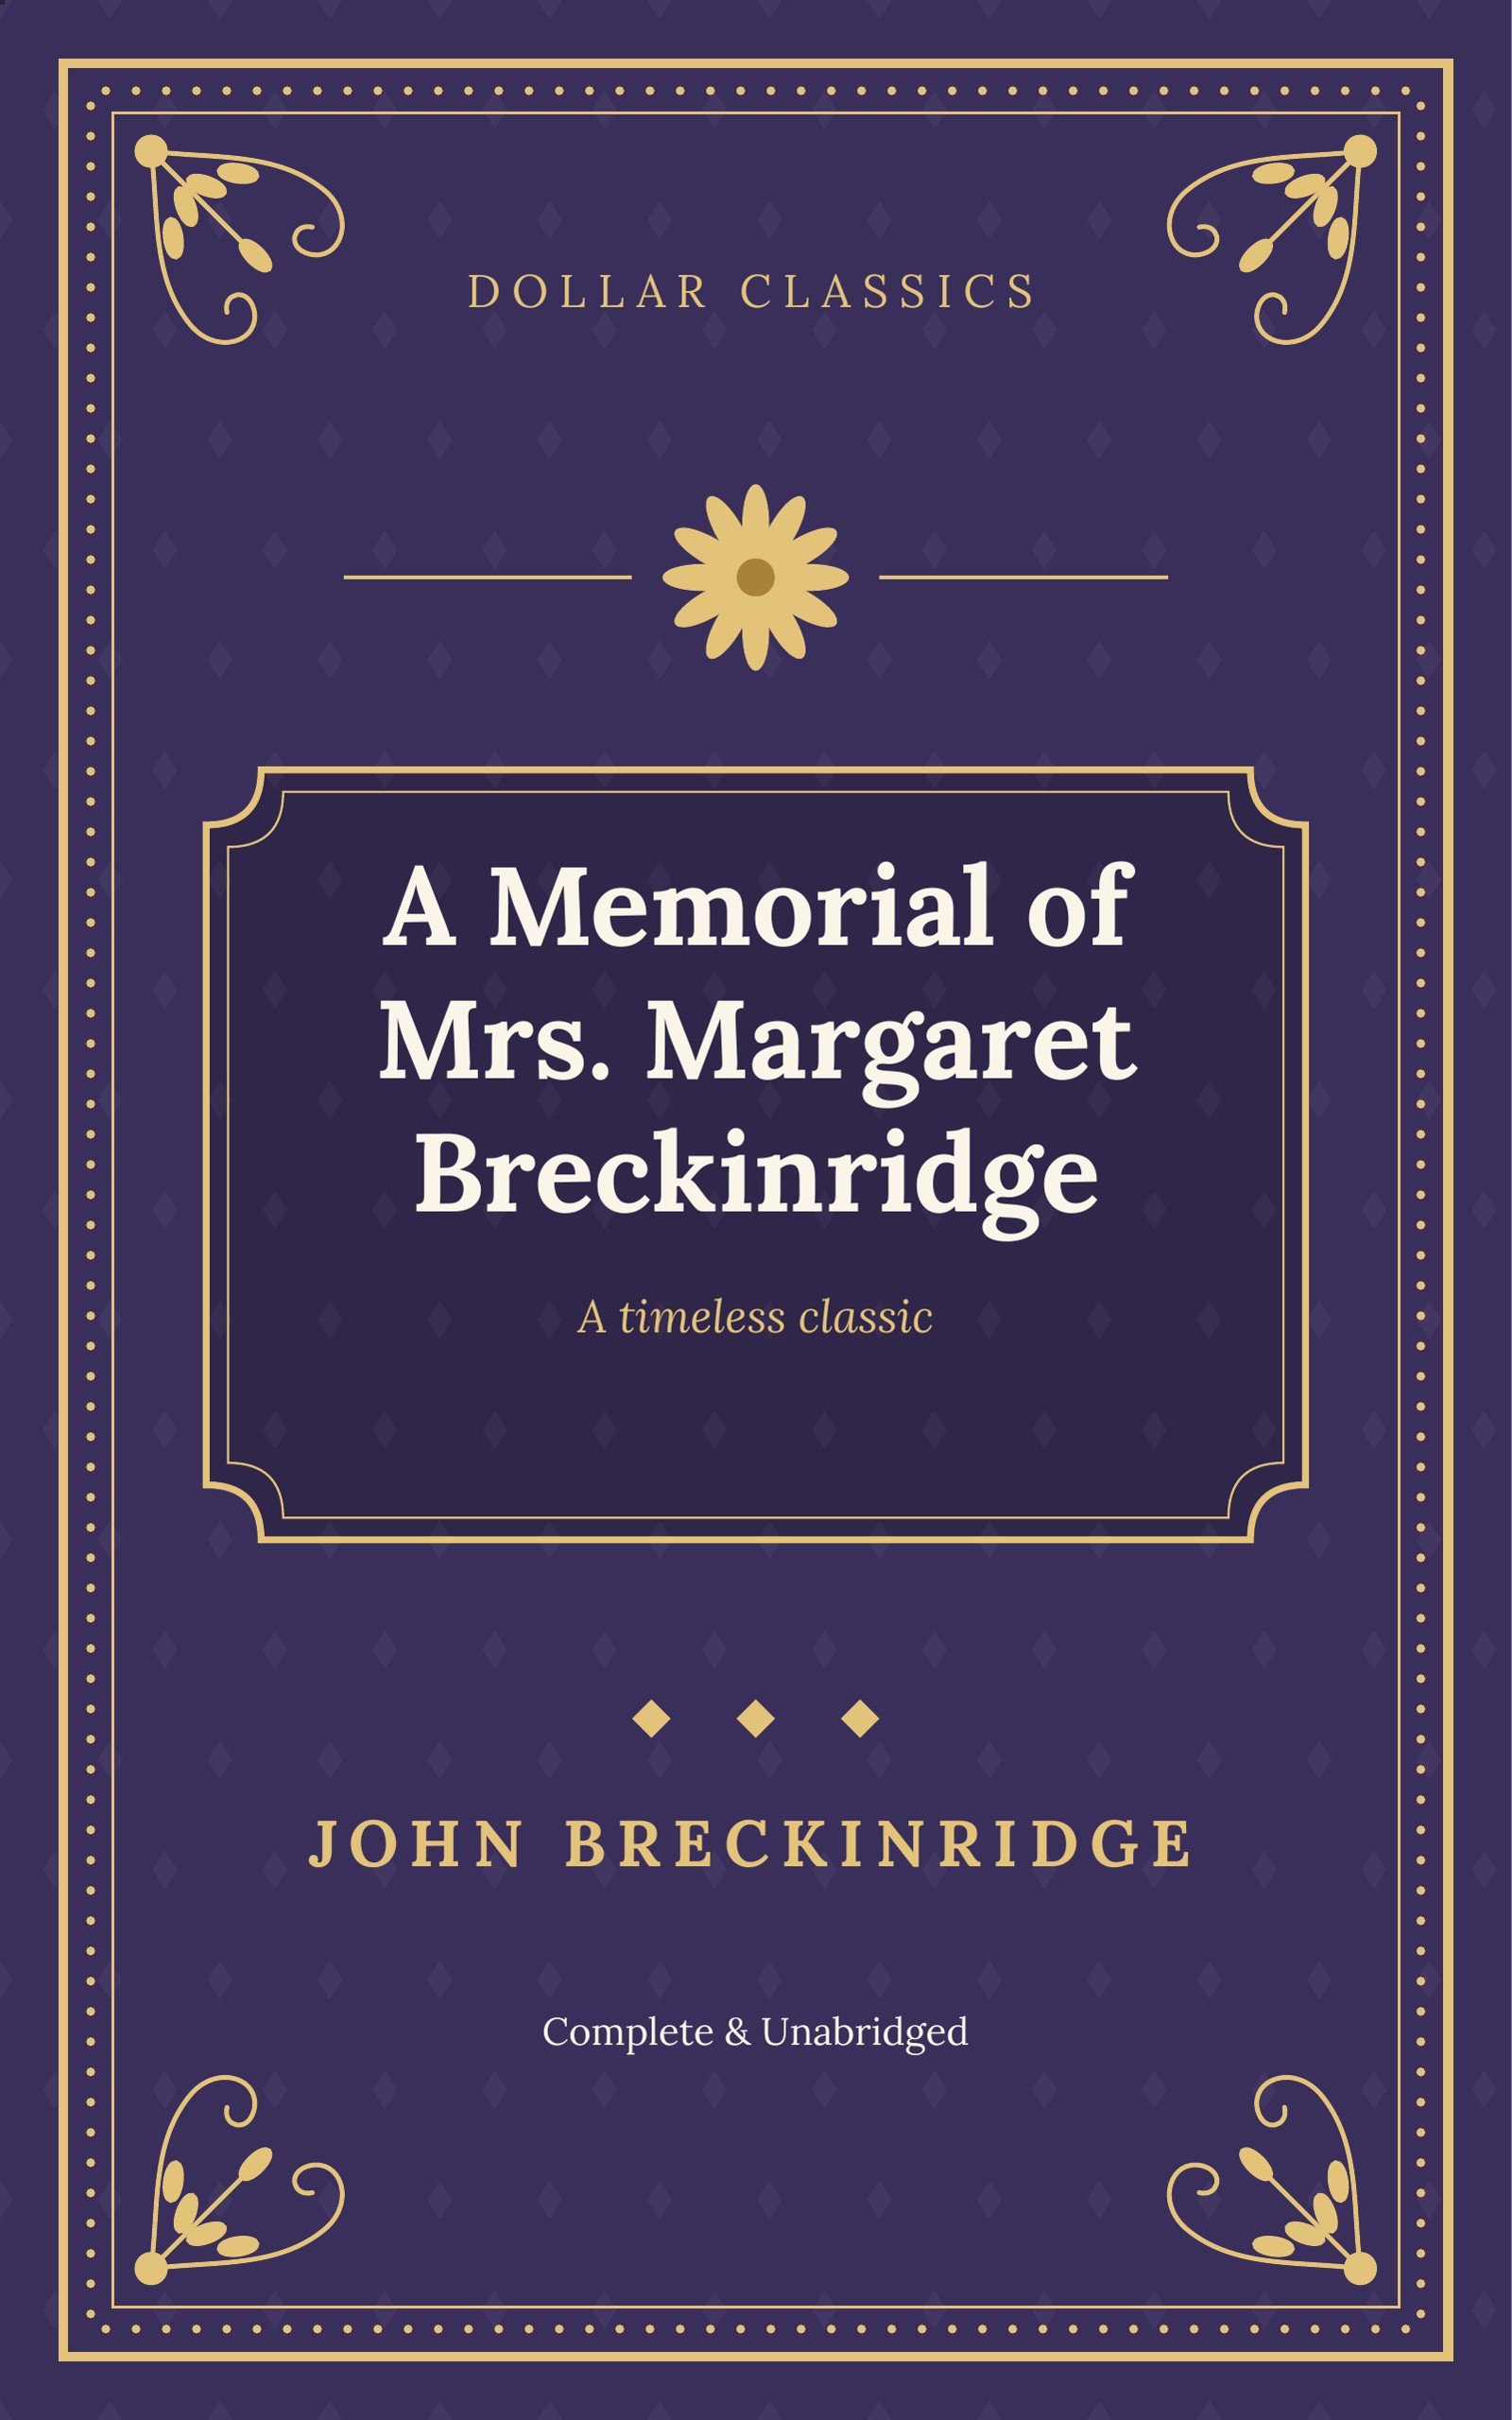 DOLLAR CLASSICS
A Memorial of
Mrs. Margaret
Breckinridge
A timeless classic
JOHN BRECKINRIDGE
Complete & Unabridged